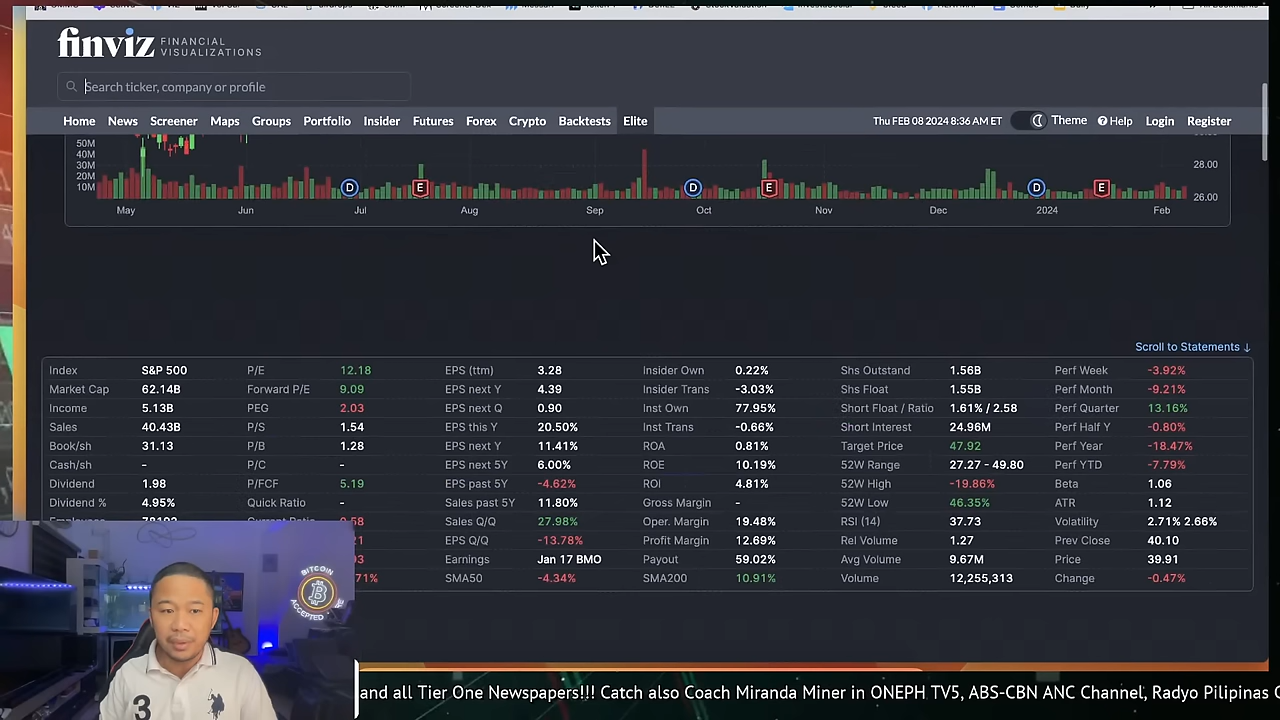 finviz FINANCIAL
VISUALIZATIONS
Search ticker, company or profile
Home News Screener Maps Groups Portfolio Insider Futures Forex Crypto Backtests Elite Thu FEB 08 2024 8:36 AM ET Theme Help Login Register
50M
40M 28.00
30M
20M
10M D E D E D E 26.00
May Jun Jul Aug Sep Oct Nov Dec 2024 Feb
Scroll to Statements ↓
Index S&P 500 P/E 12.18 EPS (ttm) 3.28 Insider Own 0.22% Shs Outstand 1.56B Perf Week -3.92%
Market Cap 62.14B Forward P/E 9.09 EPS next Y 4.39 Insider Trans -3.03% Shs Float 1.55B Perf Month -9.21%
Income 5.13B PEG 2.03 EPS next Q 0.90 Inst Own 77.95% Short Float / Ratio 1.61% / 2.58 Perf Quarter 13.16%
Sales 40.43B P/S 1.54 EPS this Y 20.50% Inst Trans -0.66% Short Interest 24.96M Perf Half Y -0.80%
Book/sh 31.13 P/B 1.28 EPS next Y 11.41% ROA 0.81% Target Price 47.92 Perf Year -18.47%
Cash/sh - P/C - EPS next 5Y 6.00% ROE 10.19% 52W Range 27.27 - 49.80 Perf YTD -7.79%
Dividend 1.98 P/FCF 5.19 EPS past 5Y -4.62% ROI 4.81% 52W High -19.86% Beta 1.06
Dividend % 4.95% Quick Ratio - Sales past 5Y 11.80% Gross Margin - 52W Low 46.35% ATR 1.12
Sales Q/Q 27.98% Oper. Margin 19.48% RSI (14) 37.73 Volatility 2.71% 2.66%
EPS Q/Q -13.78% Profit Margin 12.69% Rel Volume 1.27 Prev Close 40.10
Earnings Jan 17 BMO Payout 59.02% Avg Volume 9.67M Price 39.91
71% SMA50 -4.34% SMA200 10.91% Volume 12,255,313 Change -0.47%
BITCOIN
B
ACCEPTED
3
and all Tier One Newspapers!!! Catch also Coach Miranda Miner in ONEPH TV5, ABS-CBN ANC Channel, Radyo Pilipinas